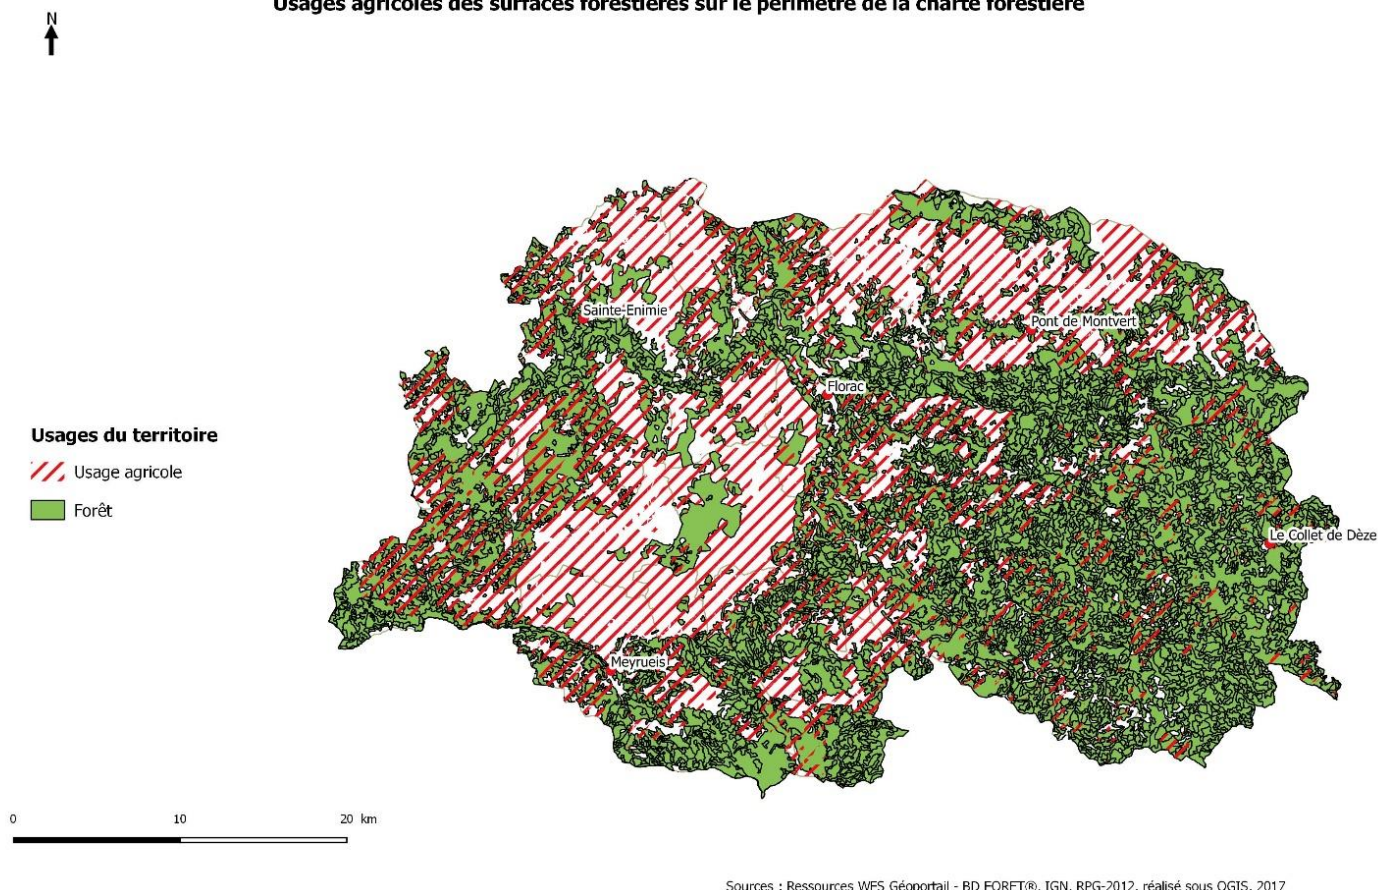 Usages agricoles des surfaces forestières sur le périmètre de la charte forestière
N
Sainte-Enimie
Pont de Montvert
Florac
Usages du territoire
Usage agricole
Forêt
Le Collet de Dèze
Meyrueis
0 10 20 km
Sources : Ressources WFS Géoportail - BD FORET®, IGN, RPG-2012, réalisé sous QGIS, 2017